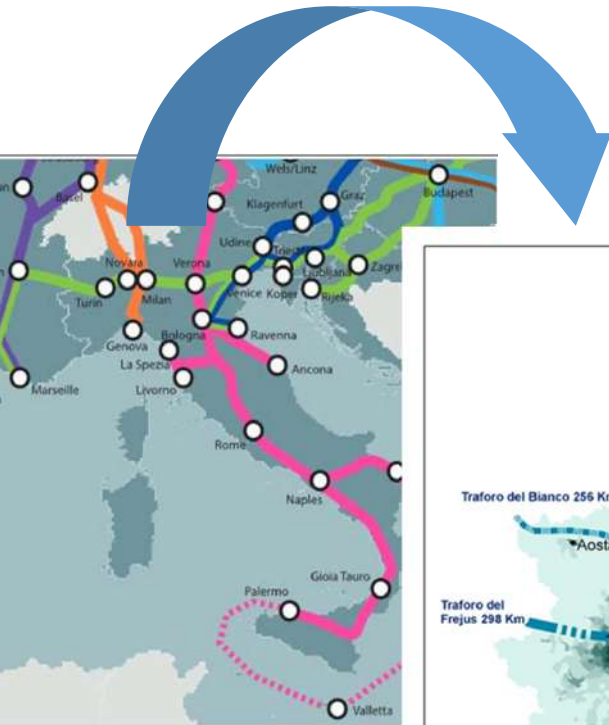 Wels/Linz
Basel
Klagenfurt
Graz
Budapest
Udine
Novara
Verona
Ljubljana
Zagre
Turin
Milan
Venice
Koper
Rijeka
Genova
Bologna
Ravenna
La Spezia
Ancona
Marseille
Livorno
Rome
Naples
Traforo del Bianco 256 Km
Aosta
Gioia Tauro
Palermo
Traforo del
Frejus 298 Km
Valletta